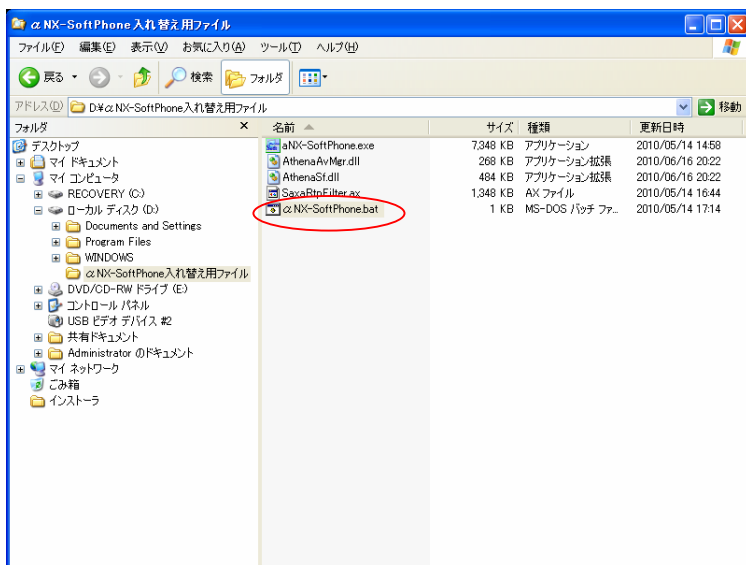 α NX-SoftPhone 入れ替え用ファイル
ファイル(F) 編集(E) 表示(V) お気に入り(A) ツール(T) ヘルプ(H)
戻る 検索 フォルダ
アドレス(D) D:¥α NX-SoftPhone入れ替え用ファイル 移動
フォルダ × 名前 サイズ 種類 更新日時
デスクトップ
マイ ドキュメント
マイ コンピュータ
RECOVERY (C:)
ローカル ディスク (D:)
Documents and Settings
Program Files
WINDOWS
α NX-SoftPhone入れ替え用ファイル
DVD/CD-RW ドライブ (E:)
コントロール パネル
USB ビデオ デバイス #2
共有ドキュメント
Administrator のドキュメント
マイ ネットワーク
ごみ箱
インストーラ
aNX-SoftPhone.exe 7,348 KB アプリケーション 2010/05/14 14:58
AthenaAvMgr.dll 268 KB アプリケーション拡張 2010/06/16 20:22
AthenaSf.dll 484 KB アプリケーション拡張 2010/06/16 20:22
SaxaRtpFilter.ax 1,348 KB AX ファイル 2010/05/14 16:44
α NX-SoftPhone.bat 1 KB MS-DOS バッチ ファ... 2010/05/14 17:14